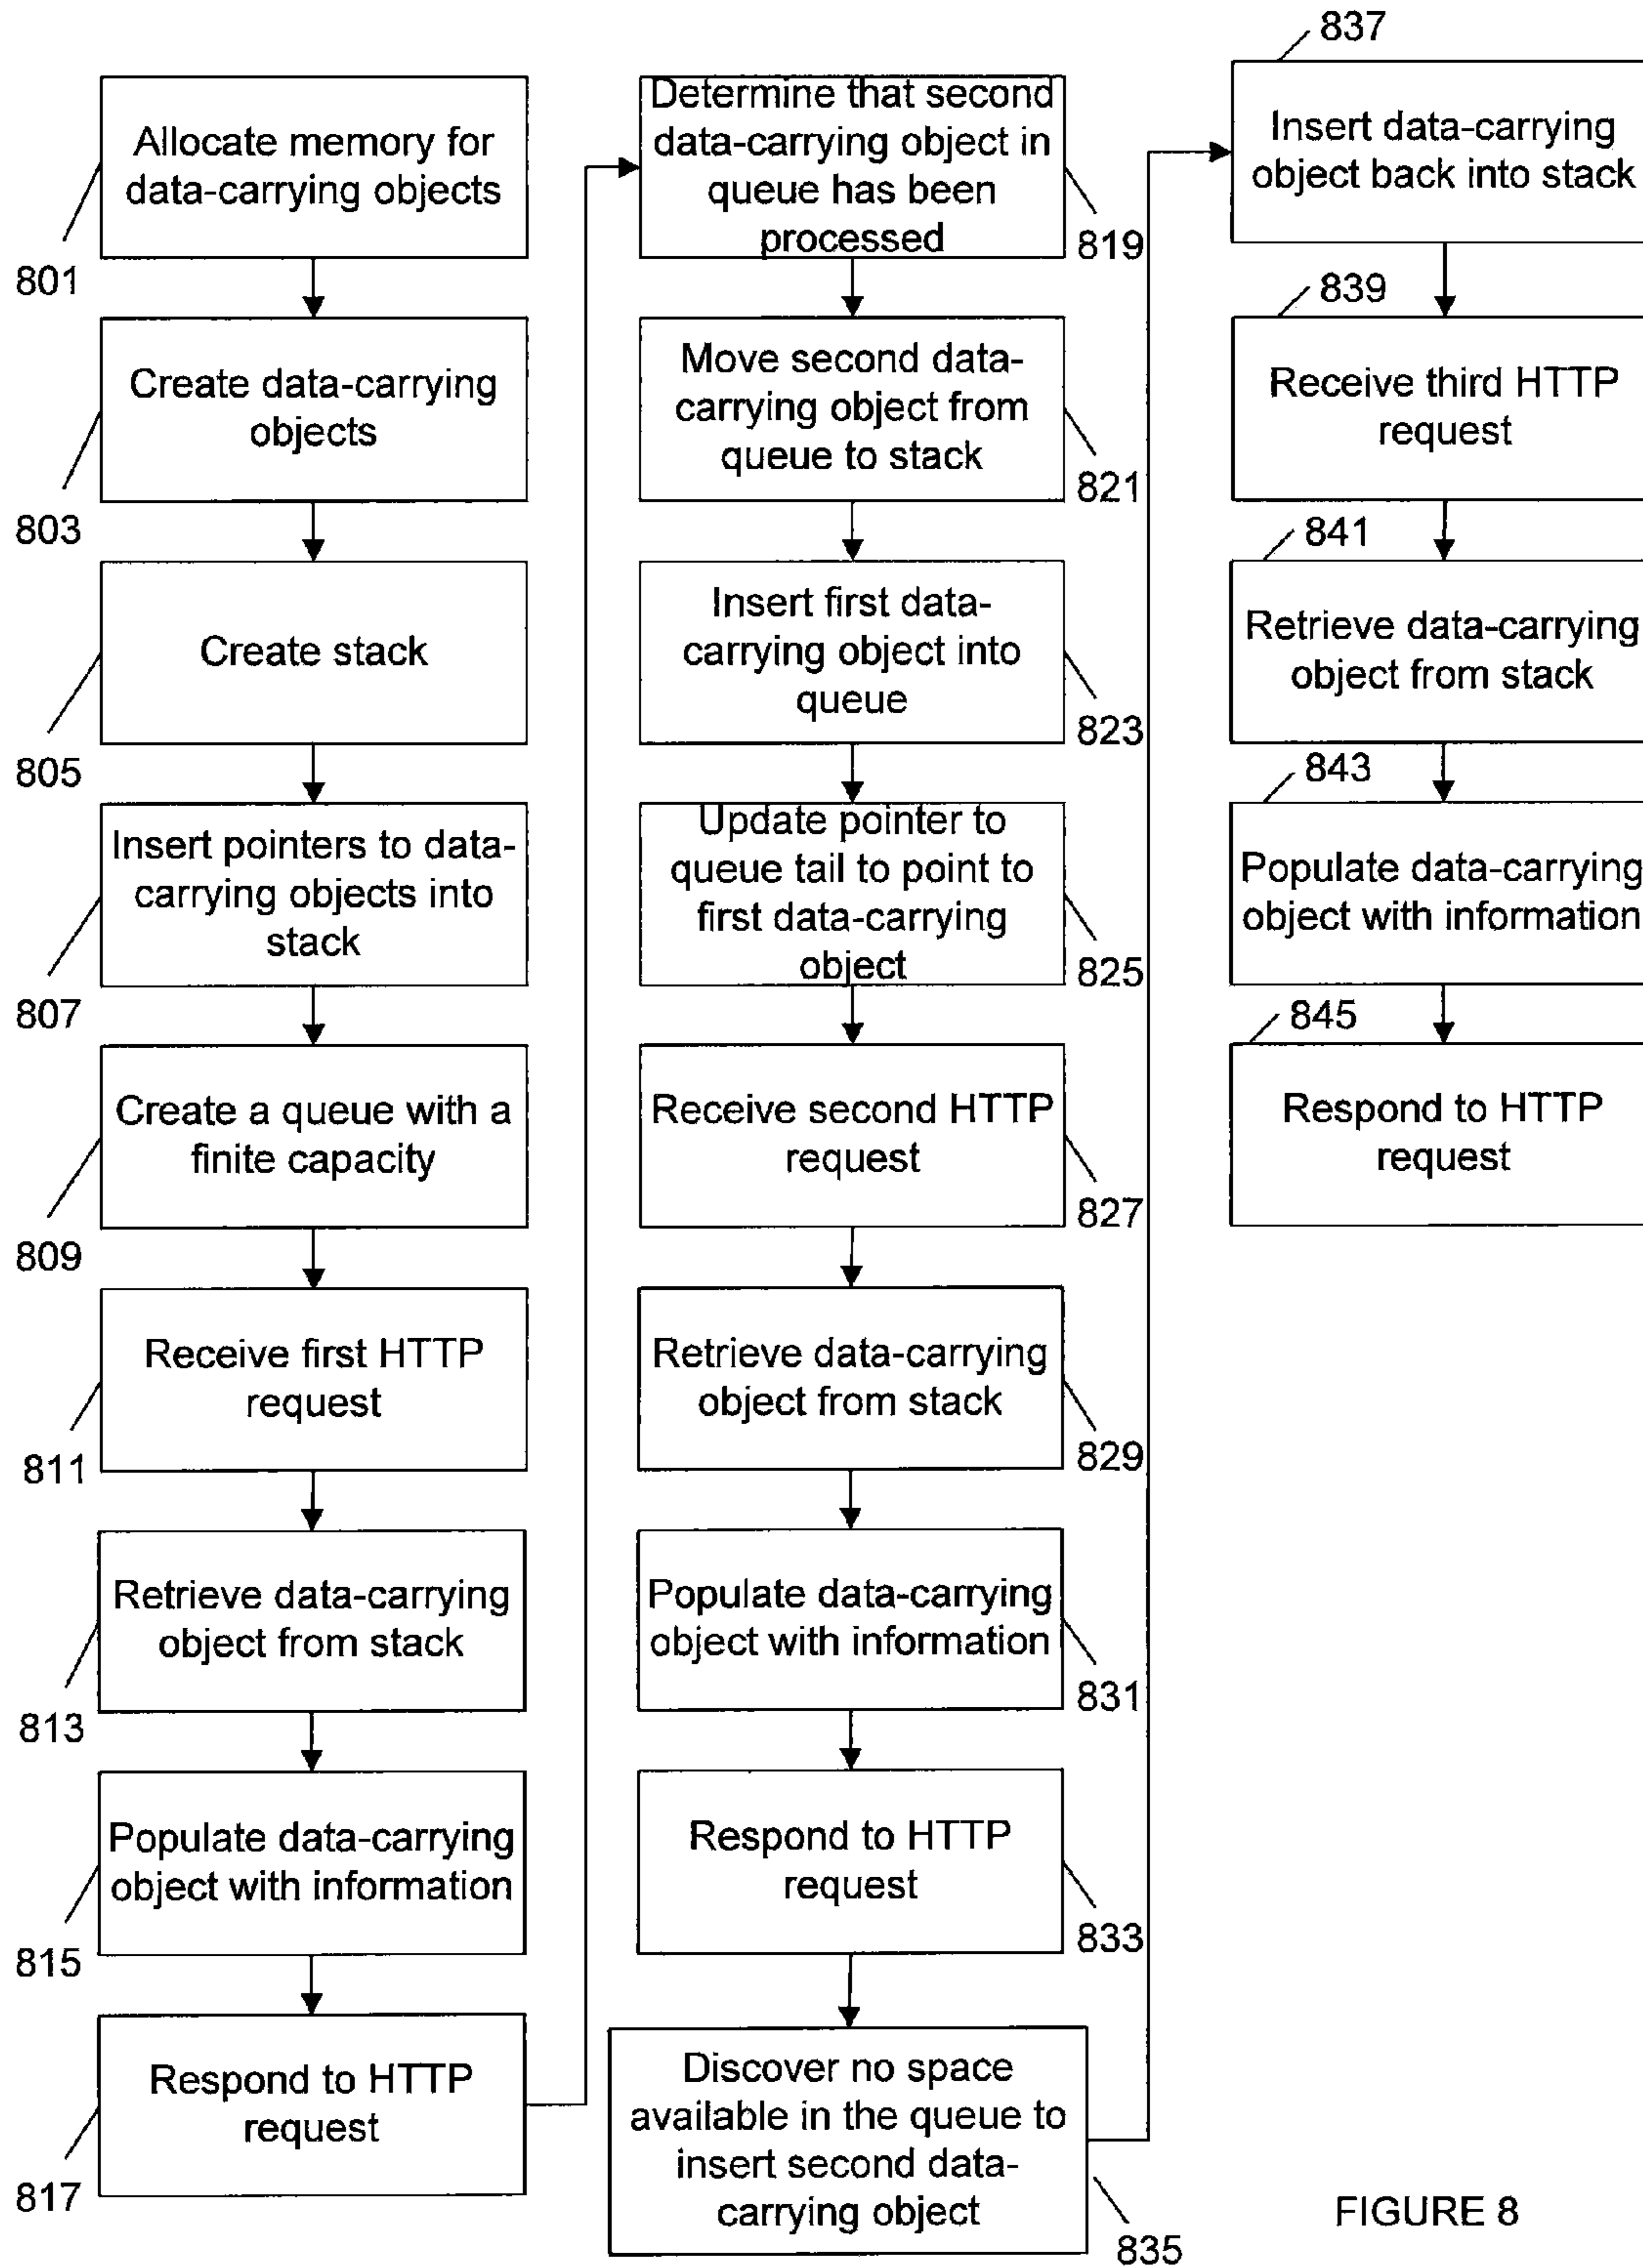 Allocate memory for
data-carrying objects
801
Create data-carrying
objects
803
Create stack
805
Insert pointers to data-
carrying objects into
stack
807
Create a queue with a
finite capacity
809
Receive first HTTP
request
811
Retrieve data-carrying
object from stack
813
Populate data-carrying
object with information
815
Respond to HTTP
request
817
Determine that second
data-carrying object in
queue has been
processed
819
Move second data-
carrying object from
queue to stack
821
Insert first data-
carrying object into
queue
823
Update pointer to
queue tail to point to
first data-carrying
object
825
Receive second HTTP
request
827
Retrieve data-carrying
object from stack
829
Populate data-carrying
object with information
831
Respond to HTTP
request
833
Discover no space
available in the queue to
insert second data-
carrying object
835
837
Insert data-carrying
object back into stack
839
Receive third HTTP
request
841
Retrieve data-carrying
object from stack
843
Populate data-carrying
object with information
845
Respond to HTTP
request
FIGURE 8